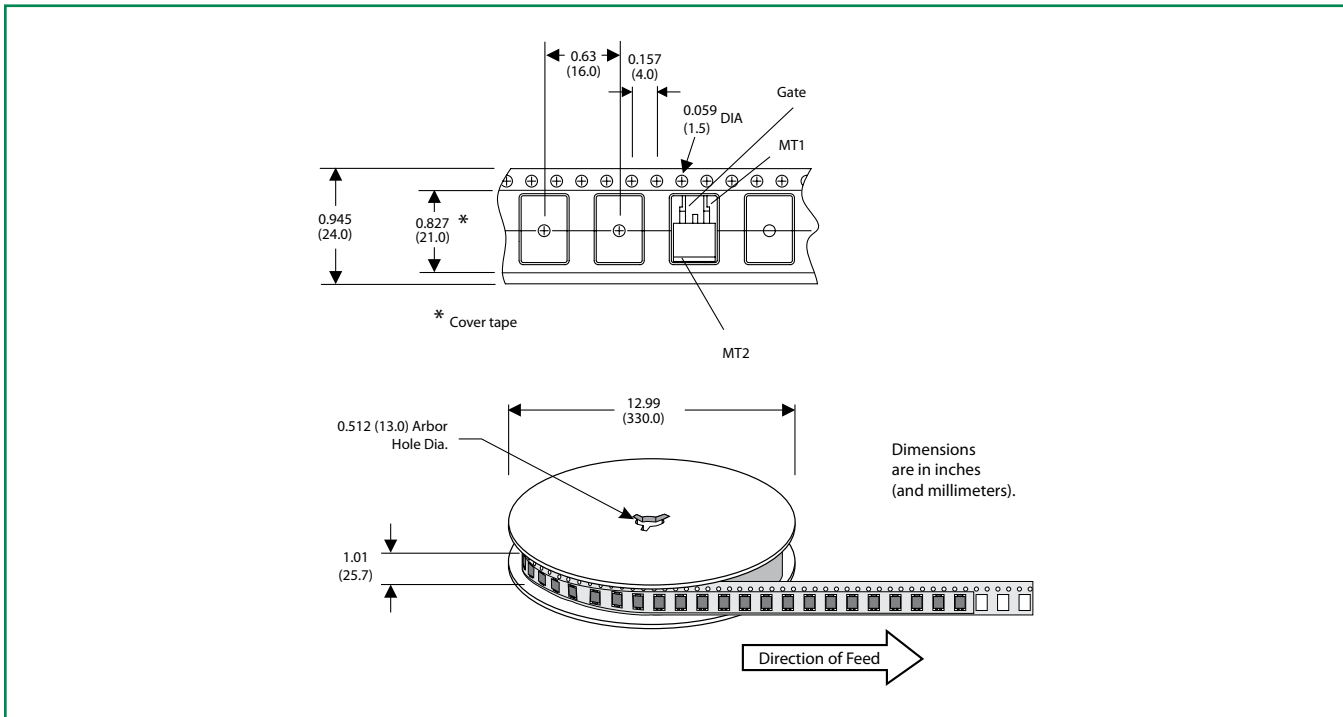 0.63
(16.0)
0.157
(4.0)
0.059 DIA
(1.5)
Gate
MT1
0.945
(24.0)
0.827 *
(21.0)
* Cover tape
MT2
12.99
(330.0)
0.512 (13.0) Arbor
Hole Dia.
Dimensions
are in inches
(and millimeters).
1.01
(25.7)
Direction of Feed